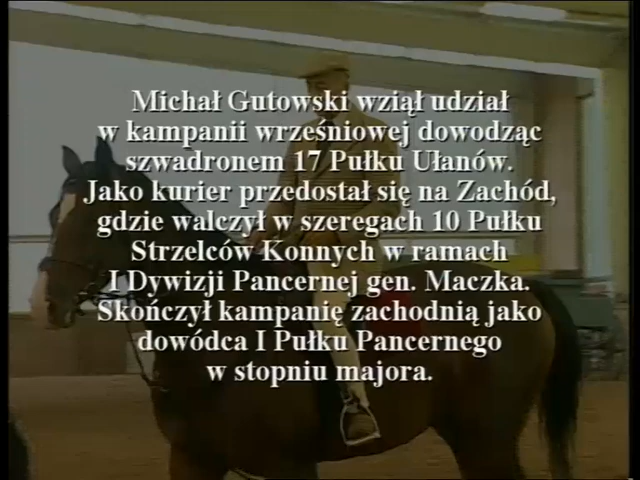 Michał Gutowski wziął udział
w kampanii wrześniowej dowodząc
szwadronem 17 Pułku Ułanów.
Jako kurier przedostał się na Zachód,
gdzie walczył w szeregach 10 Pułku
Strzelców Konnych w ramach
I Dywizji Pancernej gen. Maczka.
Skończył kampanię zachodnią jako
dowódca I Pułku Pancernego
w stopniu majora.